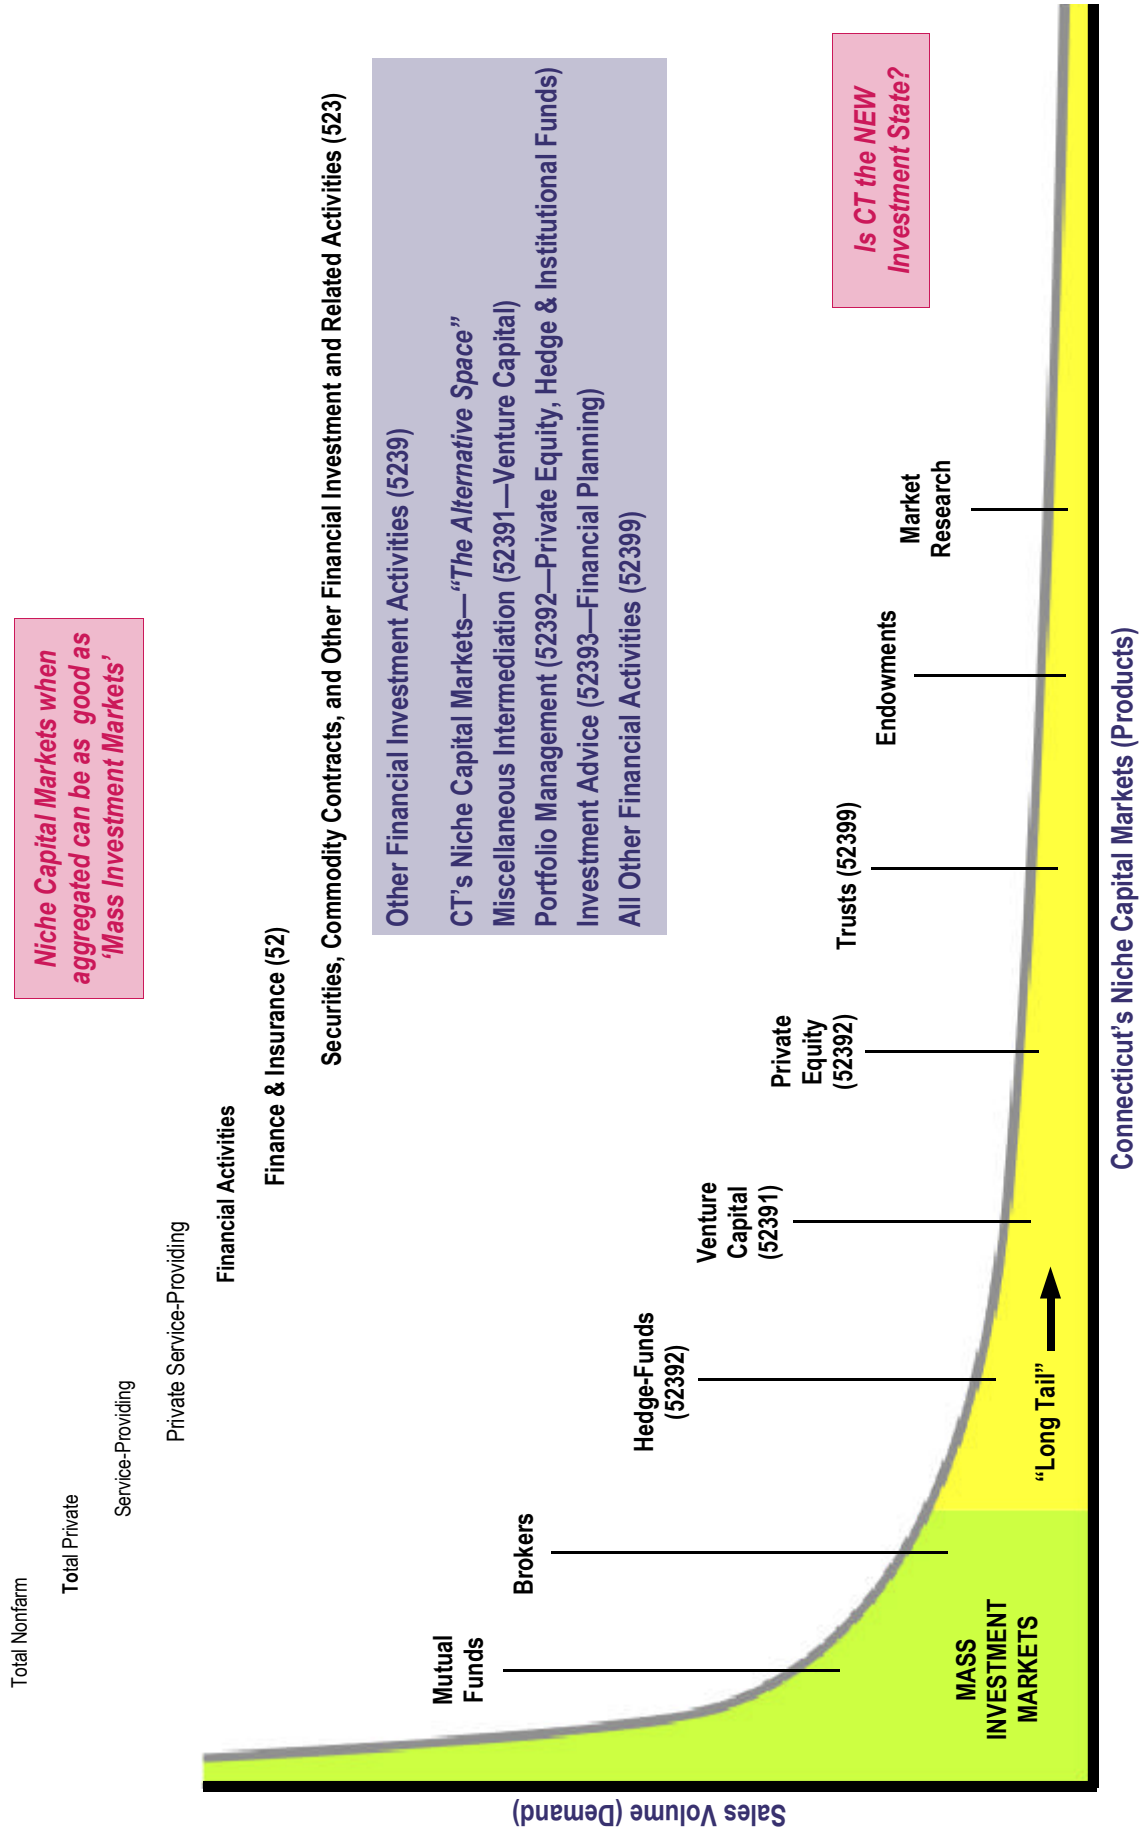 Total Nonfarm
Total Private
Service-Providing
Private Service-Providing
Financial Activities
Finance & Insurance (52)
Securities, Commodity Contracts, and Other Financial Investment and Related Activities (523)
Niche Capital Markets when
aggregated can be as good as
‘Mass Investment Markets’
Other Financial Investment Activities (5239)
CT’s Niche Capital Markets—“The Alternative Space”
Miscellaneous Intermediation (52391—Venture Capital)
Portfolio Management (52392—Private Equity, Hedge & Institutional Funds)
Investment Advice (52393—Financial Planning)
All Other Financial Activities (52399)
Is CT the NEW
Investment State?
Sales Volume (Demand)
Mutual
Funds
Brokers
Hedge-Funds
(52392)
Venture
Capital
(52391)
Private
Equity
(52392)
Trusts (52399)
Endowments
Market
Research
MASS
INVESTMENT
MARKETS
“Long Tail”
Connecticut’s Niche Capital Markets (Products)